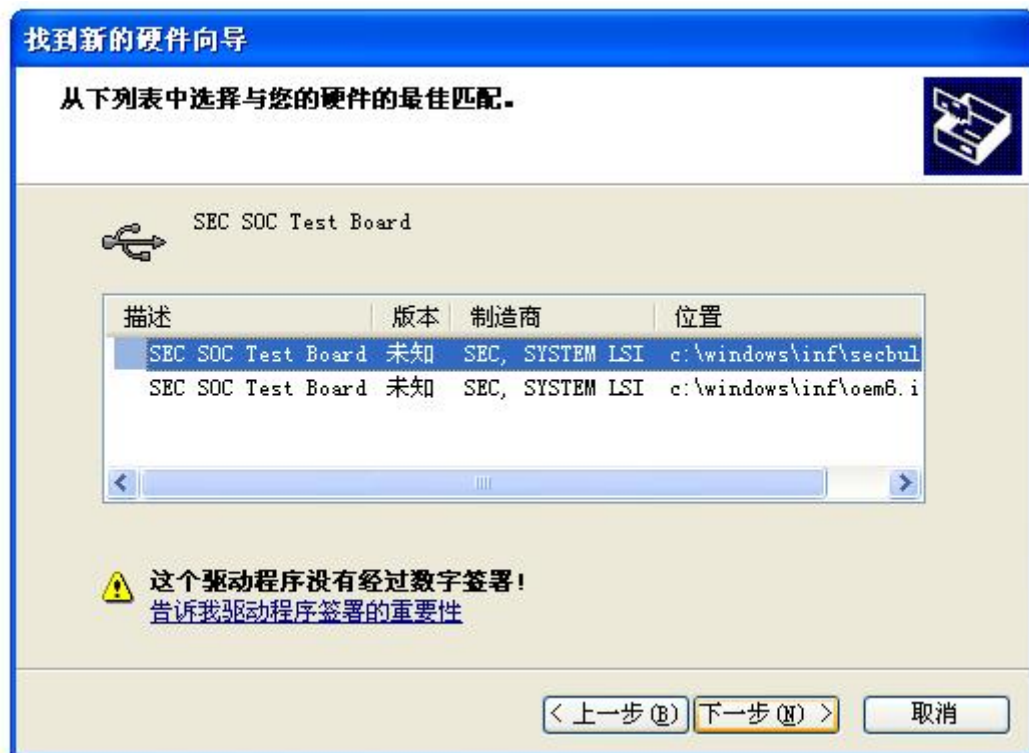 找到新的硬件向导
从下列表中选择与您的硬件的最佳匹配。
SEC SOC Test Board
描述 版本 制造商 位置
SEC SOC Test Board 未知 SEC, SYSTEM LSI c:\windows\inf\secbul
SEC SOC Test Board 未知 SEC, SYSTEM LSI c:\windows\inf\oem6.i
这个驱动程序没有经过数字签署!
告诉我驱动程序签署的重要性
< 上一步(B) 下一步(N) > 取消